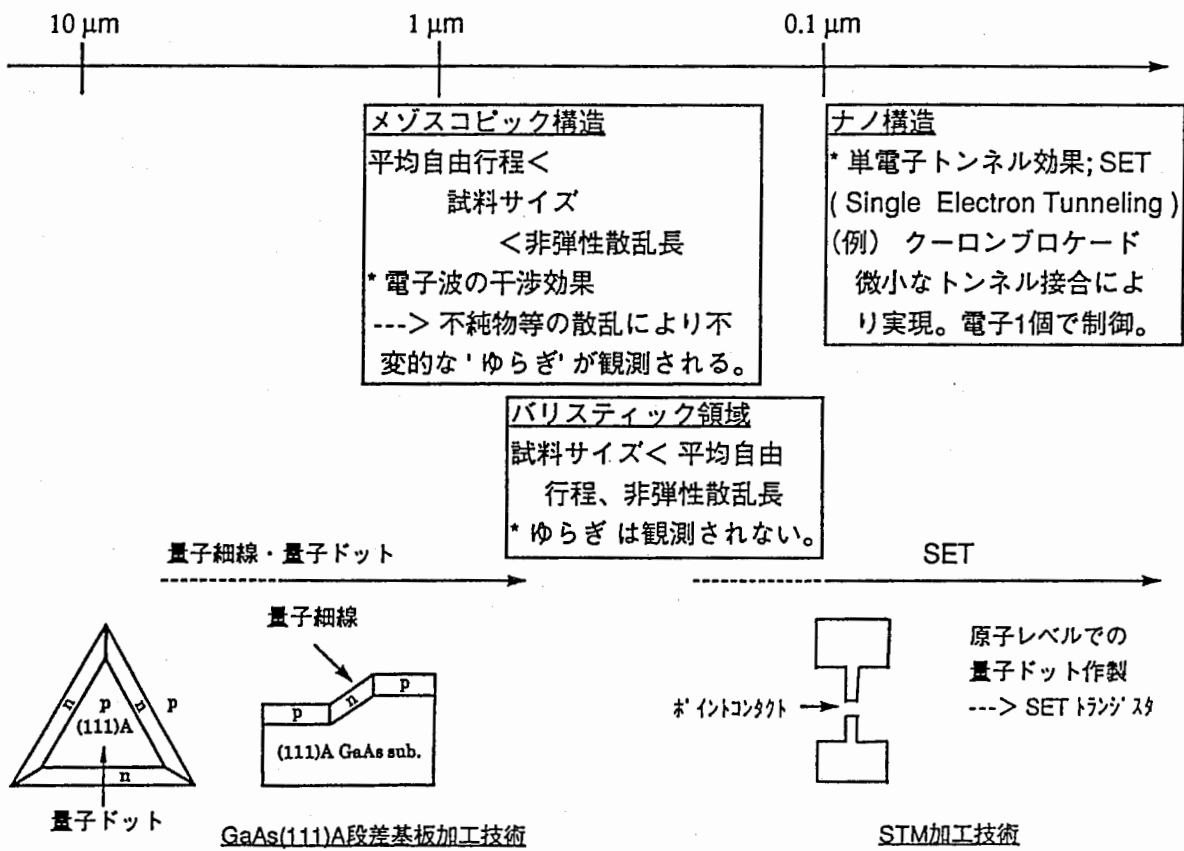 10 μm
1 μm
0.1 μm
メゾスコピック構造
平均自由行程<
試料サイズ
<非弾性散乱長
* 電子波の干渉効果
---> 不純物等の散乱により不
変的な ' ゆらぎ' が観測される。
ナノ構造
* 単電子トンネル効果; SET
( Single Electron Tunneling )
(例) クーロンブロケード
微小なトンネル接合によ
り実現。電子1個で制御。
バリスティック領域
試料サイズ< 平均自由
行程、非弾性散乱長
* ゆらぎ は観測されない。
量子細線・量子ドット
SET
量子細線
n
p
n
p
(111)A
n
量子ドット
p
n
p
(111)A GaAs sub.
GaAs(111)A段差基板加工技術
ポイントコンタクト
原子レベルでの
量子ドット作製
---> SET トランジスタ
STM加工技術